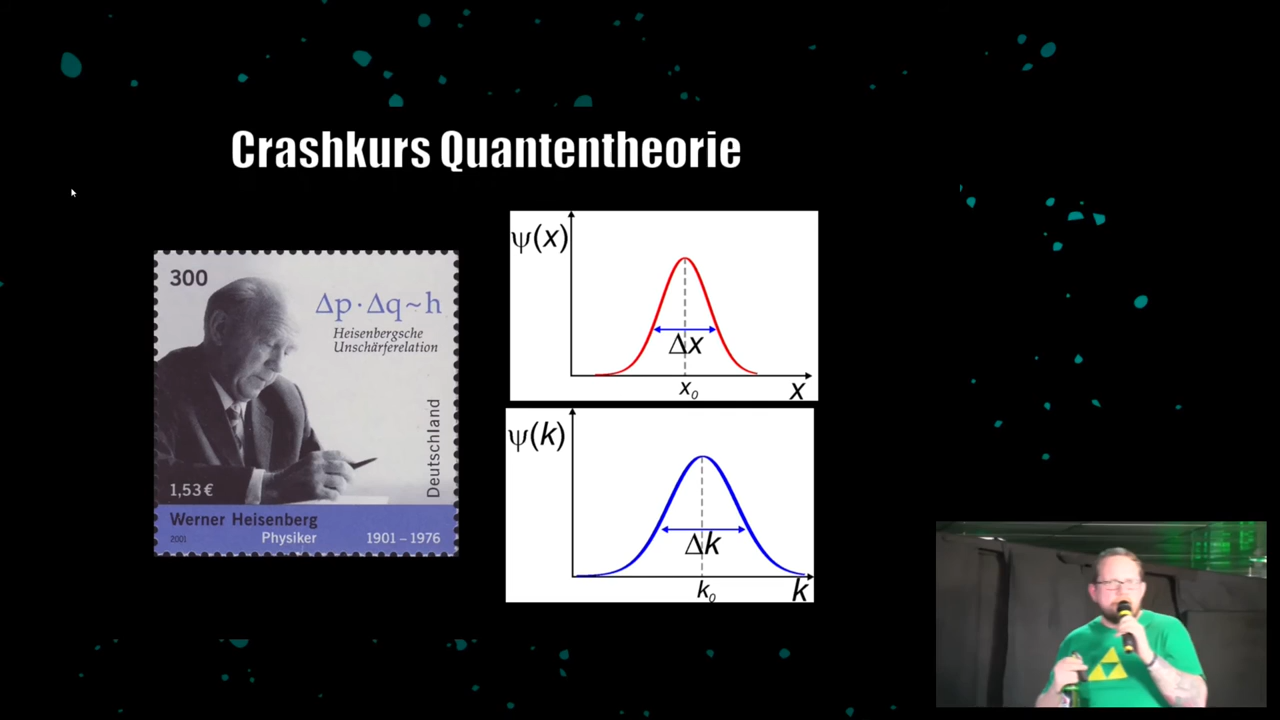 Crashkurs Quantentheorie
300
Δp·Δq~h
Heisenbergsche
Unschärferelation
Deutschland
1,53€
Werner Heisenberg
2001
Physiker
1901–1976
ψ(x)
Δx
x₀
x
ψ(k)
Δk
k₀
k